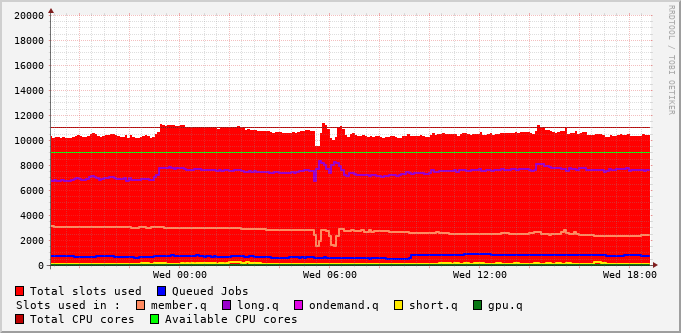 RRDTOOL / TOBI OETIKER
20000
18000
16000
14000
12000
10000
8000
6000
4000
2000
0
Wed 00:00 Wed 06:00 Wed 12:00 Wed 18:00
Total slots used Queued Jobs
Slots used in : member.q long.q ondemand.q short.q gpu.q
Total CPU cores Available CPU cores